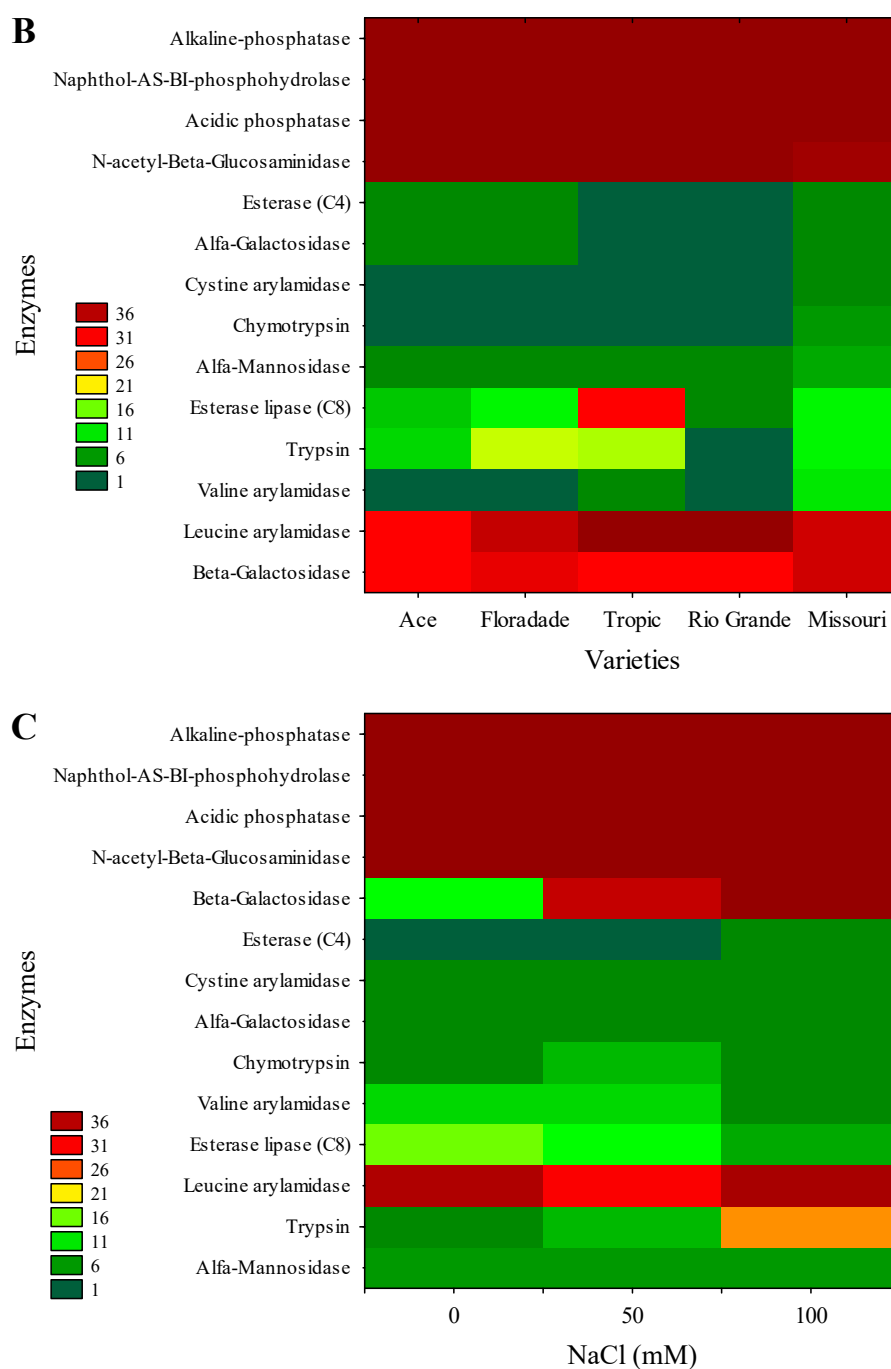 B
Alkaline-phosphatase
Naphthol-AS-BI-phosphohydrolase
Acidic phosphatase
N-acetyl-Beta-Glucosaminidase
Esterase (C4)
Alfa-Galactosidase
Cystine arylamidase
Chymotrypsin
Alfa-Mannosidase
Esterase lipase (C8)
Trypsin
Valine arylamidase
Leucine arylamidase
Beta-Galactosidase
Enzymes
36
31
26
21
16
11
6
1
Ace Floradade Tropic Rio Grande Missouri
Varieties
C
Alkaline-phosphatase
Naphthol-AS-BI-phosphohydrolase
Acidic phosphatase
N-acetyl-Beta-Glucosaminidase
Beta-Galactosidase
Esterase (C4)
Cystine arylamidase
Alfa-Galactosidase
Chymotrypsin
Valine arylamidase
Esterase lipase (C8)
Leucine arylamidase
Trypsin
Alfa-Mannosidase
Enzymes
36
31
26
21
16
11
6
1
0 50 100
NaCl (mM)